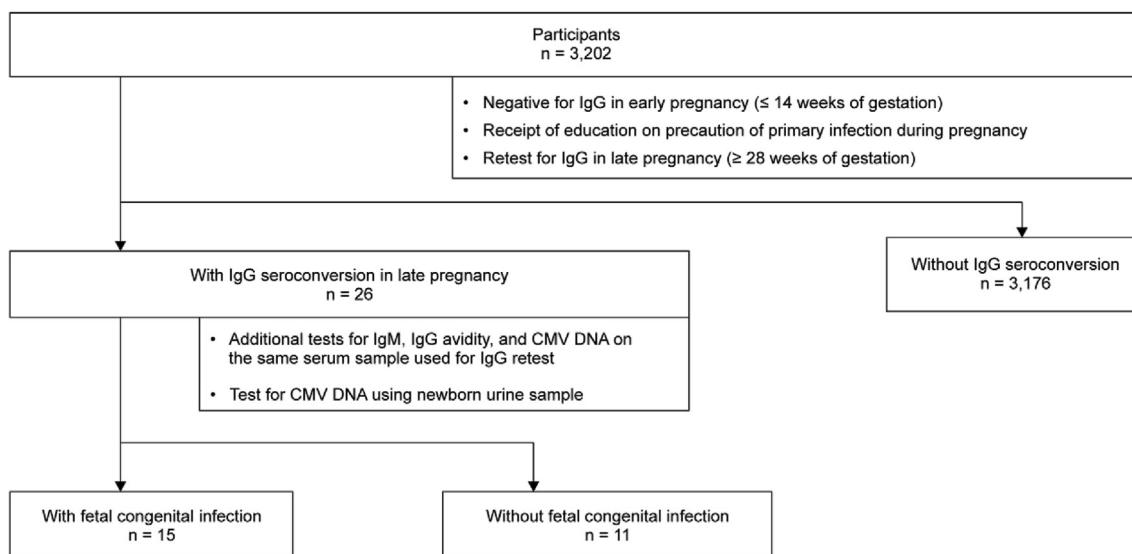 Participants
n = 3,202
• Negative for IgG in early pregnancy (≤ 14 weeks of gestation)
• Receipt of education on precaution of primary infection during pregnancy
• Retest for IgG in late pregnancy (≥ 28 weeks of gestation)
With IgG seroconversion in late pregnancy
n = 26
Without IgG seroconversion
n = 3,176
• Additional tests for IgM, IgG avidity, and CMV DNA on
the same serum sample used for IgG retest
• Test for CMV DNA using newborn urine sample
With fetal congenital infection
n = 15
Without fetal congenital infection
n = 11